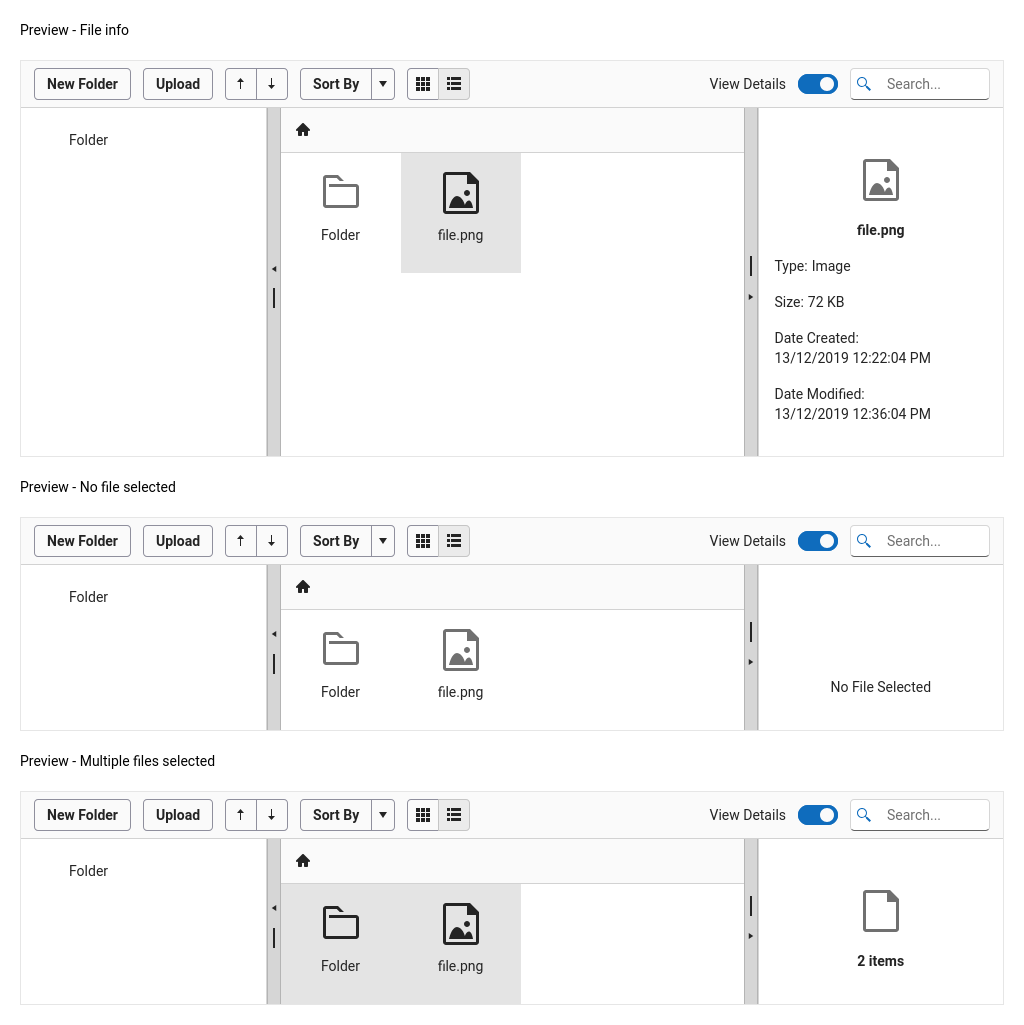 Preview - File info
New Folder Upload Sort By View Details Search...
Folder
Folder file.png
file.png
Type: Image
Size: 72 KB
Date Created:
13/12/2019 12:22:04 PM
Date Modified:
13/12/2019 12:36:04 PM
Preview - No file selected
New Folder Upload Sort By View Details Search...
Folder
Folder file.png
No File Selected
Preview - Multiple files selected
New Folder Upload Sort By View Details Search...
Folder
Folder file.png
2 items